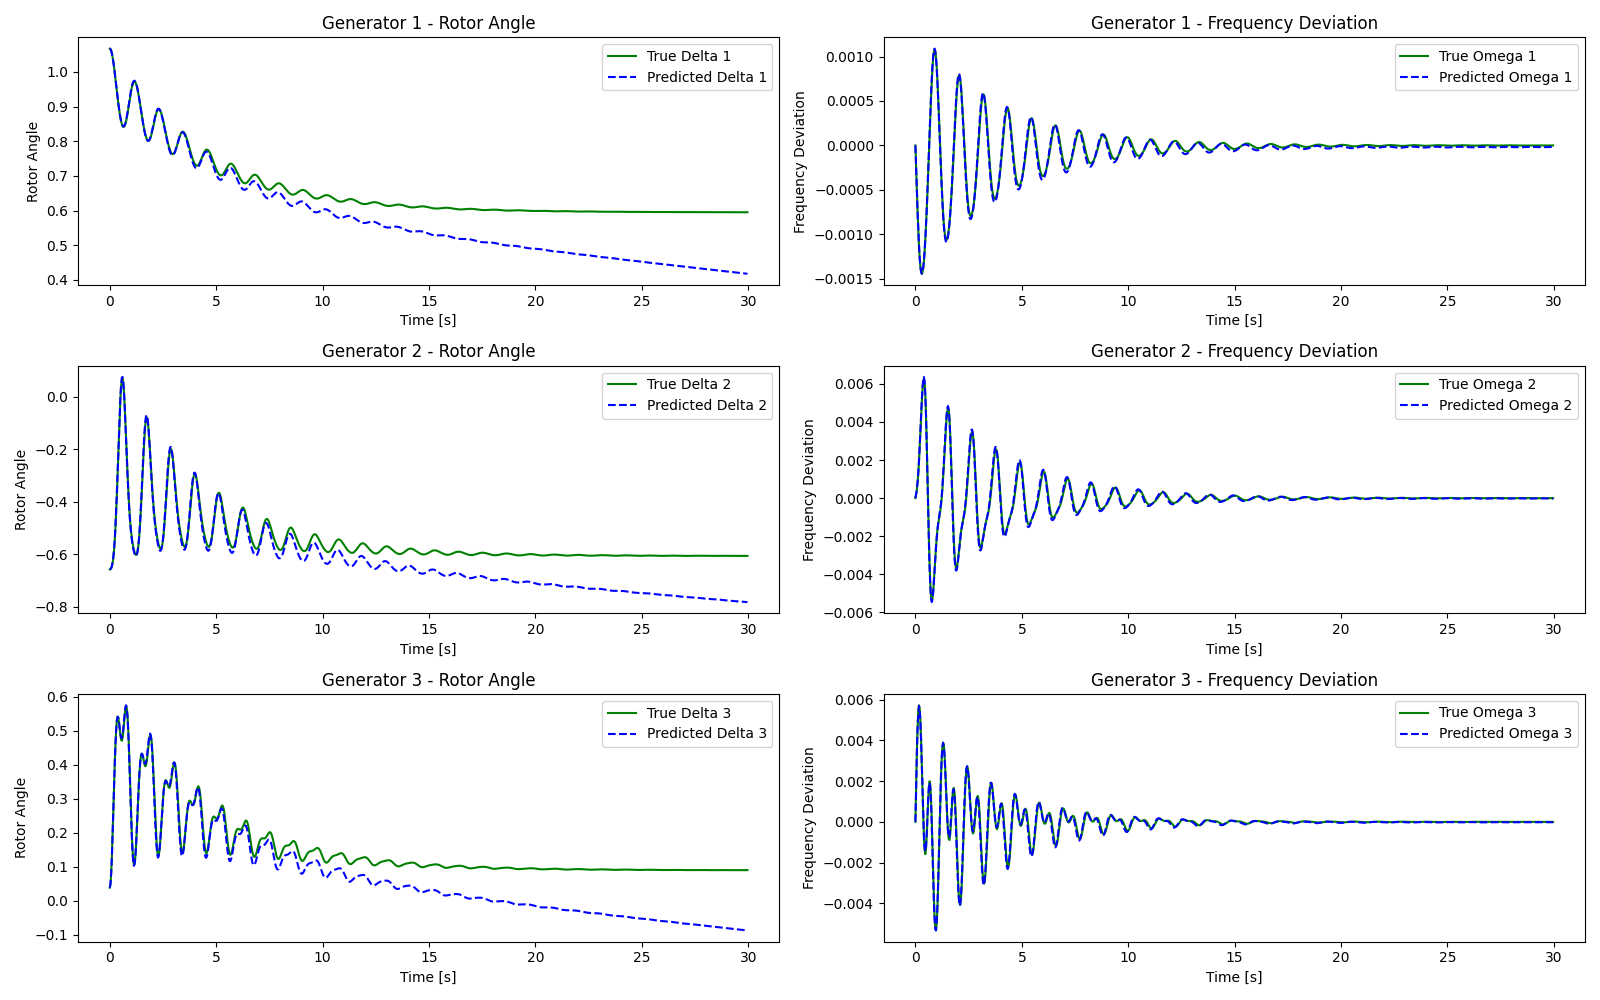 Generator 1 - Rotor Angle
Rotor Angle
1.0
0.9
0.8
0.7
0.6
0.5
0.4
True Delta 1
Predicted Delta 1
0 5 10 15 20 25 30
Time [s]
Generator 1 - Frequency Deviation
Frequency Deviation
0.0010
0.0005
0.0000
−0.0005
−0.0010
−0.0015
True Omega 1
Predicted Omega 1
0 5 10 15 20 25 30
Time [s]
Generator 2 - Rotor Angle
Rotor Angle
0.0
−0.2
−0.4
−0.6
−0.8
True Delta 2
Predicted Delta 2
0 5 10 15 20 25 30
Time [s]
Generator 2 - Frequency Deviation
Frequency Deviation
0.006
0.004
0.002
0.000
−0.002
−0.004
−0.006
True Omega 2
Predicted Omega 2
0 5 10 15 20 25 30
Time [s]
Generator 3 - Rotor Angle
Rotor Angle
0.6
0.5
0.4
0.3
0.2
0.1
0.0
−0.1
True Delta 3
Predicted Delta 3
0 5 10 15 20 25 30
Time [s]
Generator 3 - Frequency Deviation
Frequency Deviation
0.006
0.004
0.002
0.000
−0.002
−0.004
True Omega 3
Predicted Omega 3
0 5 10 15 20 25 30
Time [s]